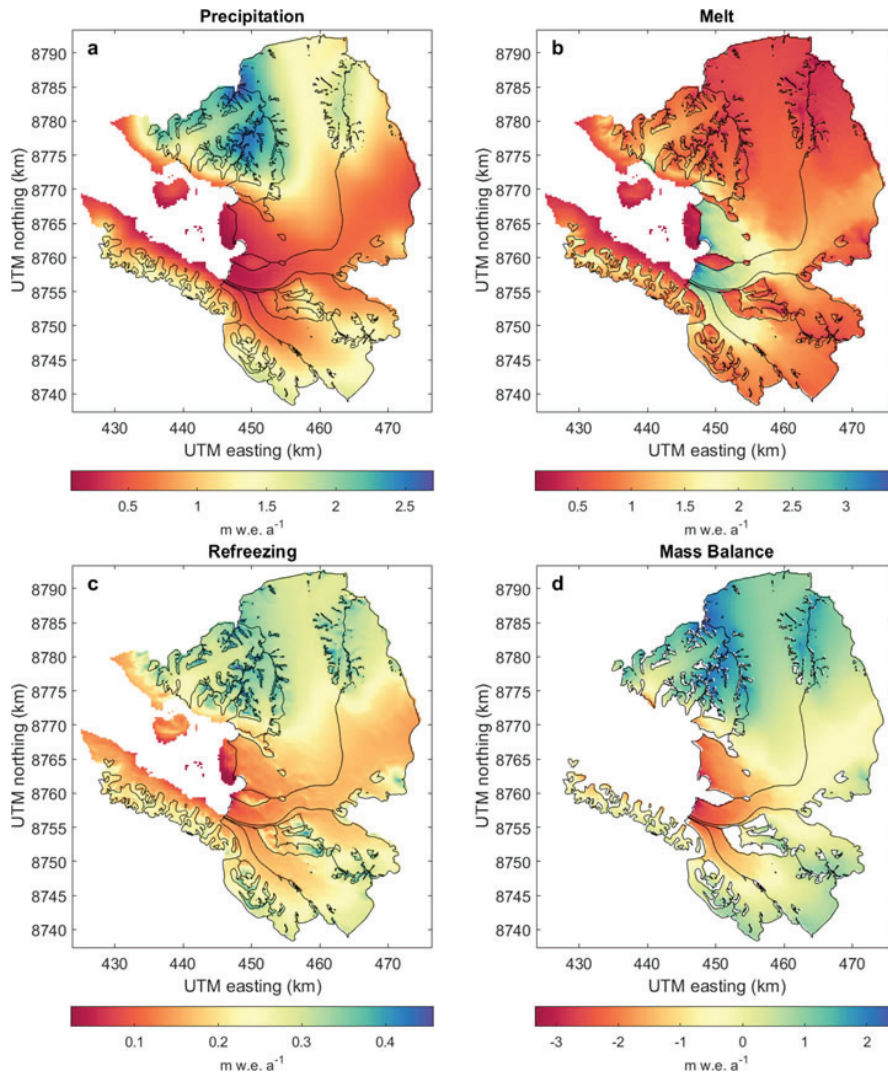 Precipitation
a
8790
8785
8780
8775
8770
8765
8760
8755
8750
8745
8740
UTM northing (km)
430 440 450 460 470
UTM easting (km)
0.5 1 1.5 2 2.5
m w.e. a⁻¹
Melt
b
8790
8785
8780
8775
8770
8765
8760
8755
8750
8745
8740
UTM northing (km)
430 440 450 460 470
UTM easting (km)
0.5 1 1.5 2 2.5 3
m w.e. a⁻¹
Refreezing
c
8790
8785
8780
8775
8770
8765
8760
8755
8750
8745
8740
UTM northing (km)
430 440 450 460 470
UTM easting (km)
0.1 0.2 0.3 0.4
m w.e. a⁻¹
Mass Balance
d
8790
8785
8780
8775
8770
8765
8760
8755
8750
8745
8740
UTM northing (km)
430 440 450 460 470
UTM easting (km)
-3 -2 -1 0 1 2
m w.e. a⁻¹